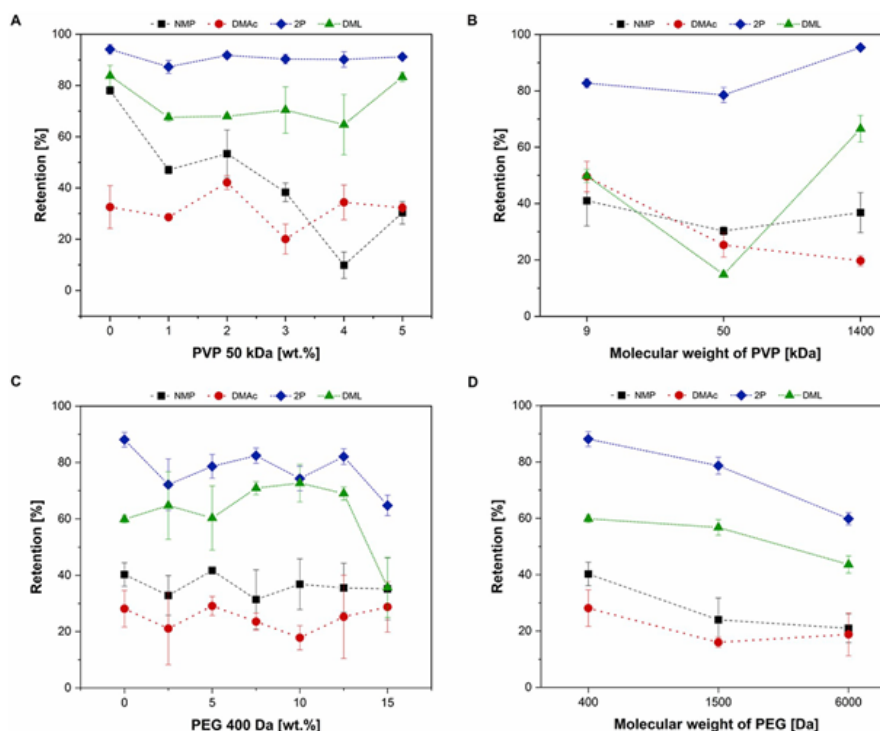 A
NMP DMAc 2P DML
100
80
60
40
20
0
Retention [%]
0 1 2 3 4 5
PVP 50 kDa [wt.%]
B
NMP DMAc 2P DML
100
80
60
40
20
0
Retention [%]
9 50 1400
Molecular weight of PVP [kDa]
C
NMP DMAc 2P DML
100
80
60
40
20
0
Retention [%]
0 5 10 15
PEG 400 Da [wt.%]
D
NMP DMAc 2P DML
100
80
60
40
20
0
Retention [%]
400 1500 6000
Molecular weight of PEG [Da]